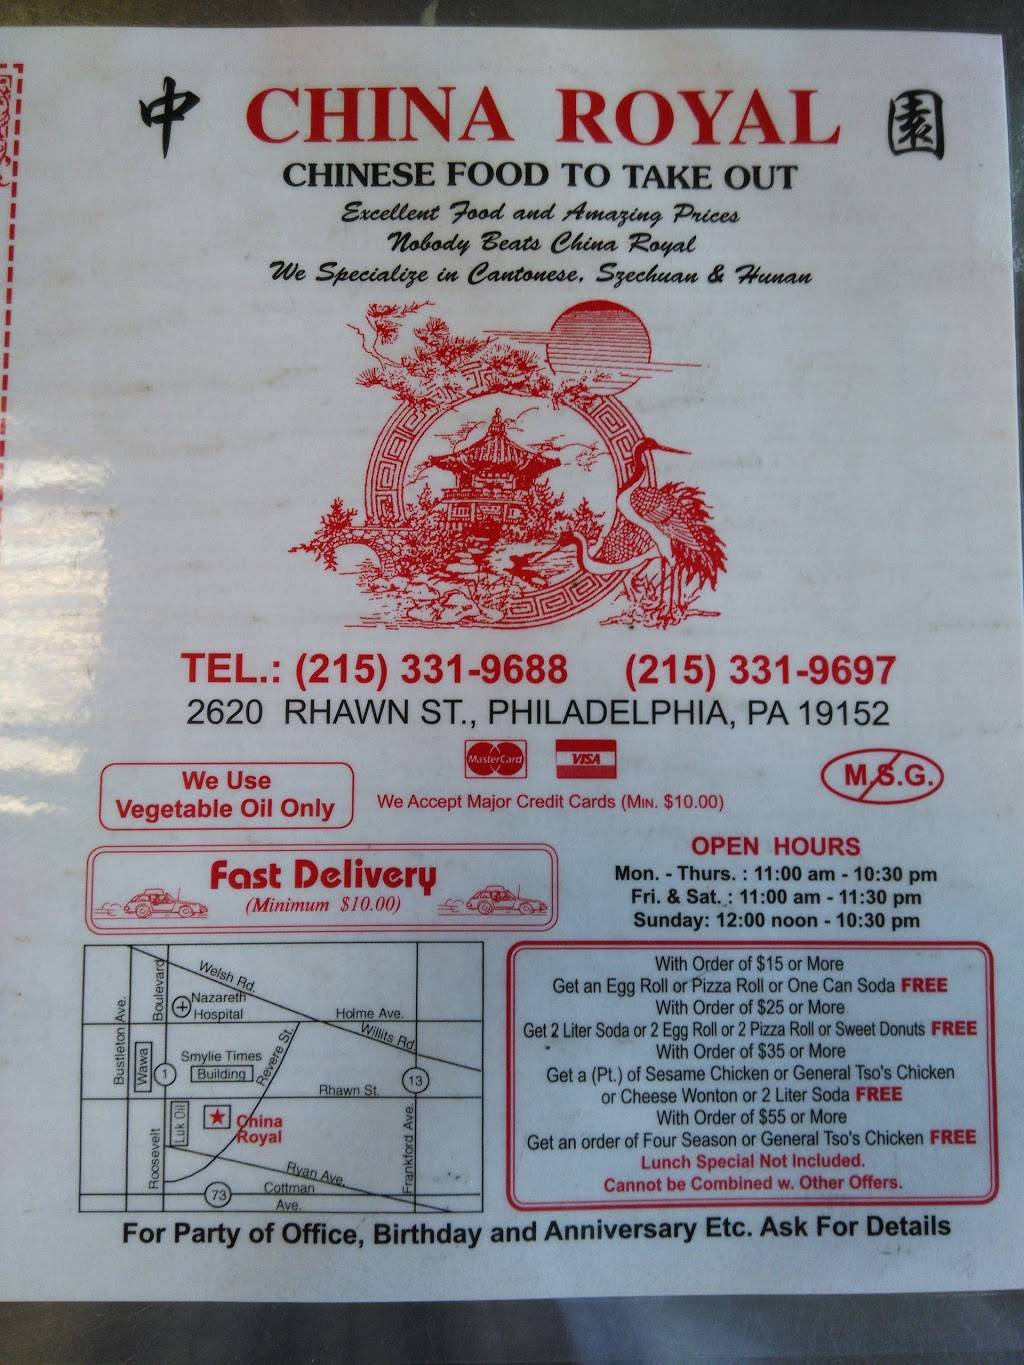 中 CHINA ROYAL 園
CHINESE FOOD TO TAKE OUT
Excellent Food and Amazing Prices
Nobody Beats China Royal
We Specialize in Cantonese, Szechuan & Hunan
TEL.: (215) 331-9688 (215) 331-9697
2620 RHAWN ST., PHILADELPHIA, PA 19152
MasterCard VISA
We Use
Vegetable Oil Only
We Accept Major Credit Cards (MIN. $10.00)
M.S.G.
Fast Delivery
(Minimum $10.00)
OPEN HOURS
Mon. - Thurs. : 11:00 am - 10:30 pm
Fri. & Sat. : 11:00 am - 11:30 pm
Sunday: 12:00 noon - 10:30 pm
Bustleton Ave.
Boulevard
Welsh Rd.
Nazareth
Hospital
Holme Ave.
Willits Rd.
Wawa
1
Smylie Times
Building
Revere St.
13
Rhawn St.
Luk Oil
China
Royal
Roosevelt
Frankford Ave.
Ryan Ave.
73
Cottman
Ave.
With Order of $15 or More
Get an Egg Roll or Pizza Roll or One Can Soda FREE
With Order of $25 or More
Get 2 Liter Soda or 2 Egg Roll or 2 Pizza Roll or Sweet Donuts FREE
With Order of $35 or More
Get a (Pt.) of Sesame Chicken or General Tso's Chicken
or Cheese Wonton or 2 Liter Soda FREE
With Order of $55 or More
Get an order of Four Season or General Tso's Chicken FREE
Lunch Special Not Included.
Cannot be Combined w. Other Offers.
For Party of Office, Birthday and Anniversary Etc. Ask For Details